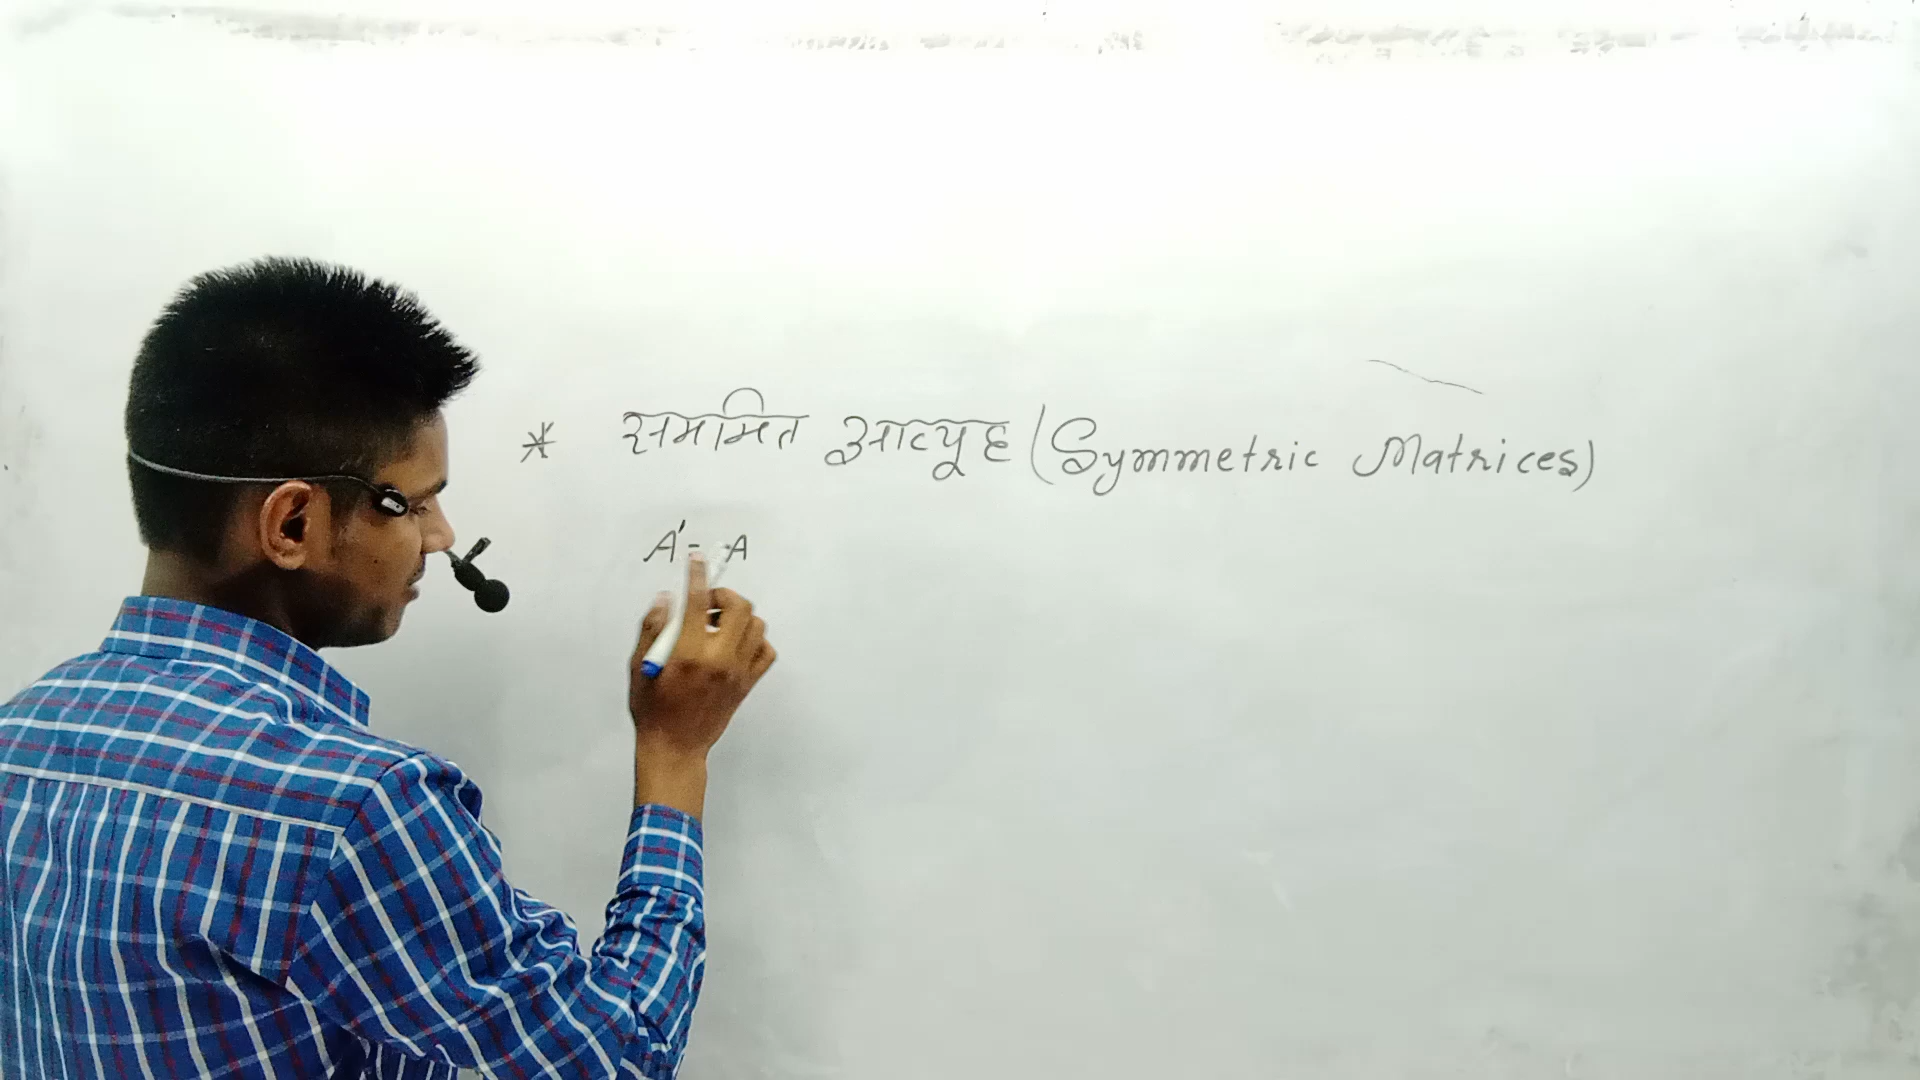 * सममित आव्यूह (Symmetric Matrices)
A' = A